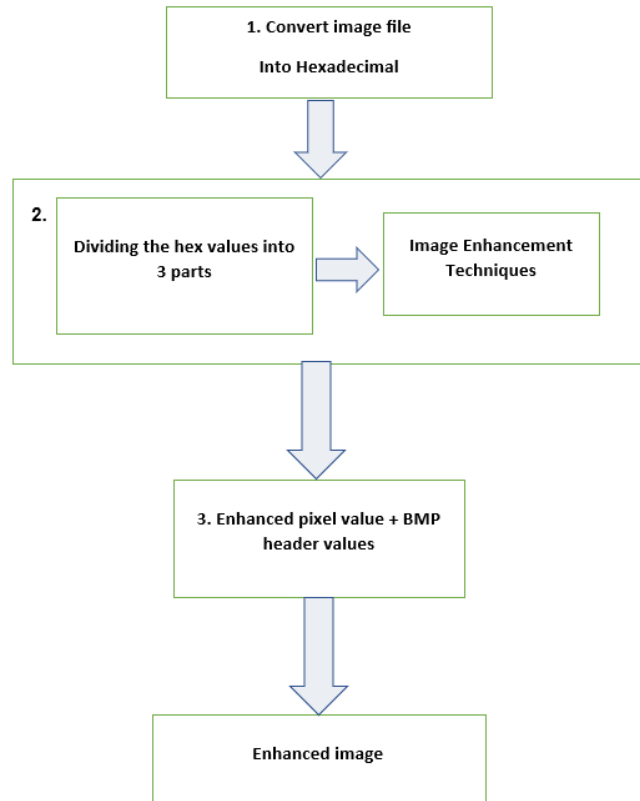 1. Convert image file
Into Hexadecimal
2.
Dividing the hex values into
3 parts
Image Enhancement
Techniques
3. Enhanced pixel value + BMP
header values
Enhanced image